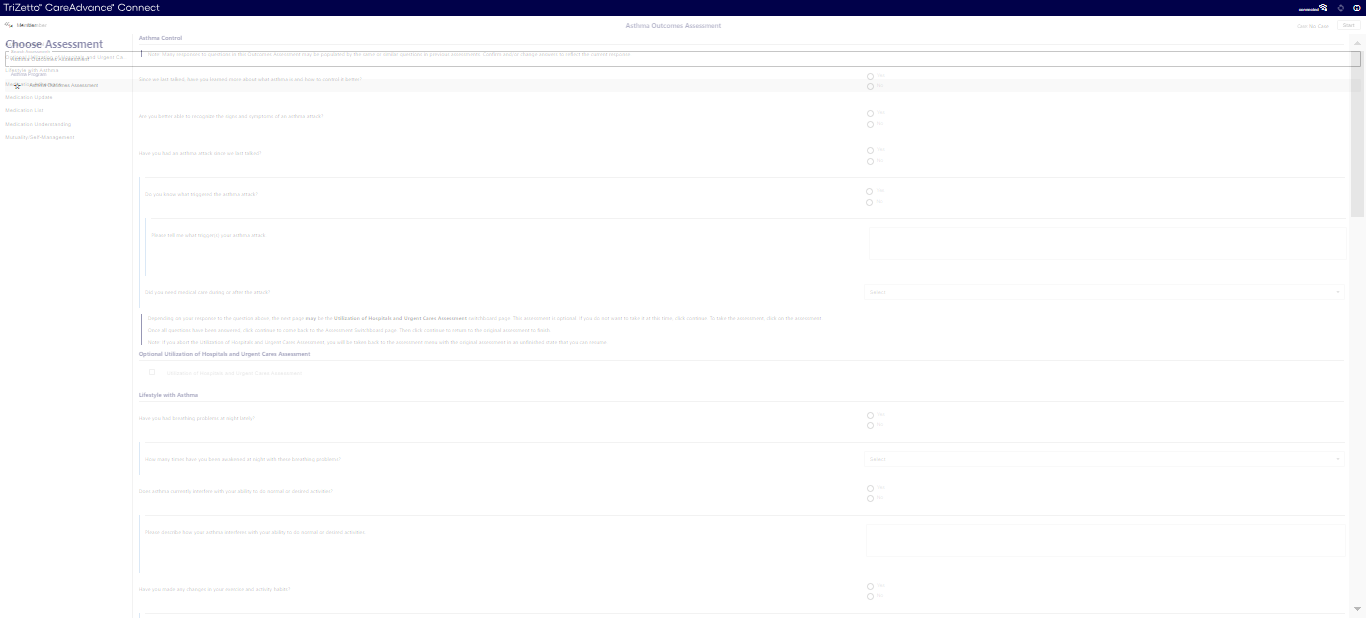 TriZetto® CareAdvance® Connect
connected
Member
Asthma Outcomes Assessment
Save
Choose Assessment
Asthma Outcomes Assessment
Lifestyle with Asthma
Asthma Program
Asthma Outcomes Assessment
Medication Update
Medication List
Medication Understanding
Mutuality Self-Management
Asthma Control
Note: Many responses to questions in this Outcomes Assessment may be populated by the same or similar questions in previous assessments. Confirm and/or change answer to reflect the current response.
Since we last talked, have you learned more about what asthma is and how to control it better?
Yes
No
Are you better able to recognize the signs and symptoms of an asthma attack?
Yes
No
Have you had an asthma attack since we last talked?
Yes
No
Do you know what triggered the asthma attack?
Yes
No
Please tell me what triggered your asthma attack.
Did you need medical care during or after the attack?
Select
Depending on your response to the question above, the next page may be the Utilization of Hospitals and Urgent Cares Assessment switchboard page. This assessment is optional. If you do not want to take it at this time, click continue. To take the assessment, click on the assessment.
Once all questions have been answered, click continue to come back to the Assessment Switchboard page. Then click continue to return to the original assessment to finish.
Note: If you abort the Utilization of Hospitals and Urgent Cares Assessment, you will be taken back to the assessment menu with the original assessment in an unfinished state that you can resume.
Optional Utilization of Hospitals and Urgent Cares Assessment
Utilization of Hospitals and Urgent Cares Assessment
Lifestyle with Asthma
Have you had breathing problems at night lately?
Yes
No
How many times have you been awakened at night with these breathing problems?
Select
Does asthma currently interfere with your ability to do normal or desired activities?
Yes
No
Please describe how your asthma interferes with your ability to do normal or desired activities.
Have you made any changes in your exercise and activity habits?
Yes
No